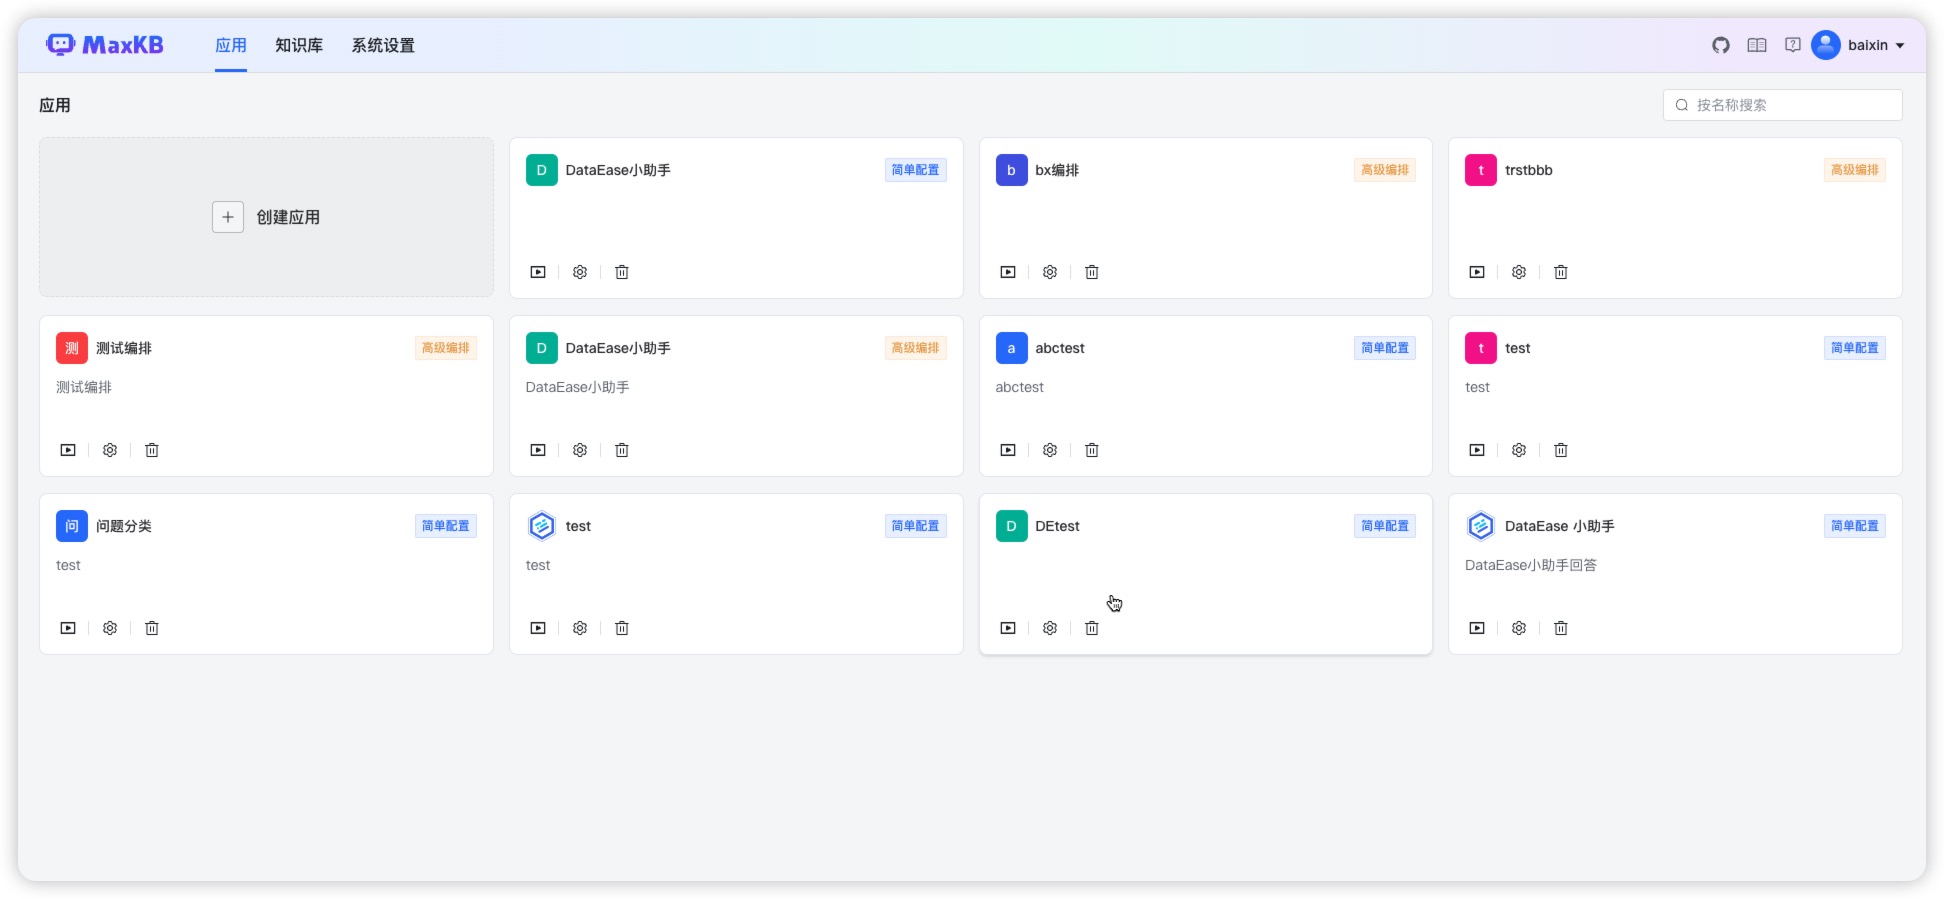 MaxKB 应用 知识库 系统设置 baixin
应用 按名称搜索
创建应用
D DataEase小助手 简单配置
b bx编排 高级编排
t trstbbb 高级编排
测 测试编排 高级编排
测试编排
D DataEase小助手 高级编排
DataEase小助手
a abctest 简单配置
abctest
t test 简单配置
test
问 问题分类 简单配置
test
test 简单配置
test
D DEtest 简单配置
DataEase 小助手 简单配置
DataEase小助手回答